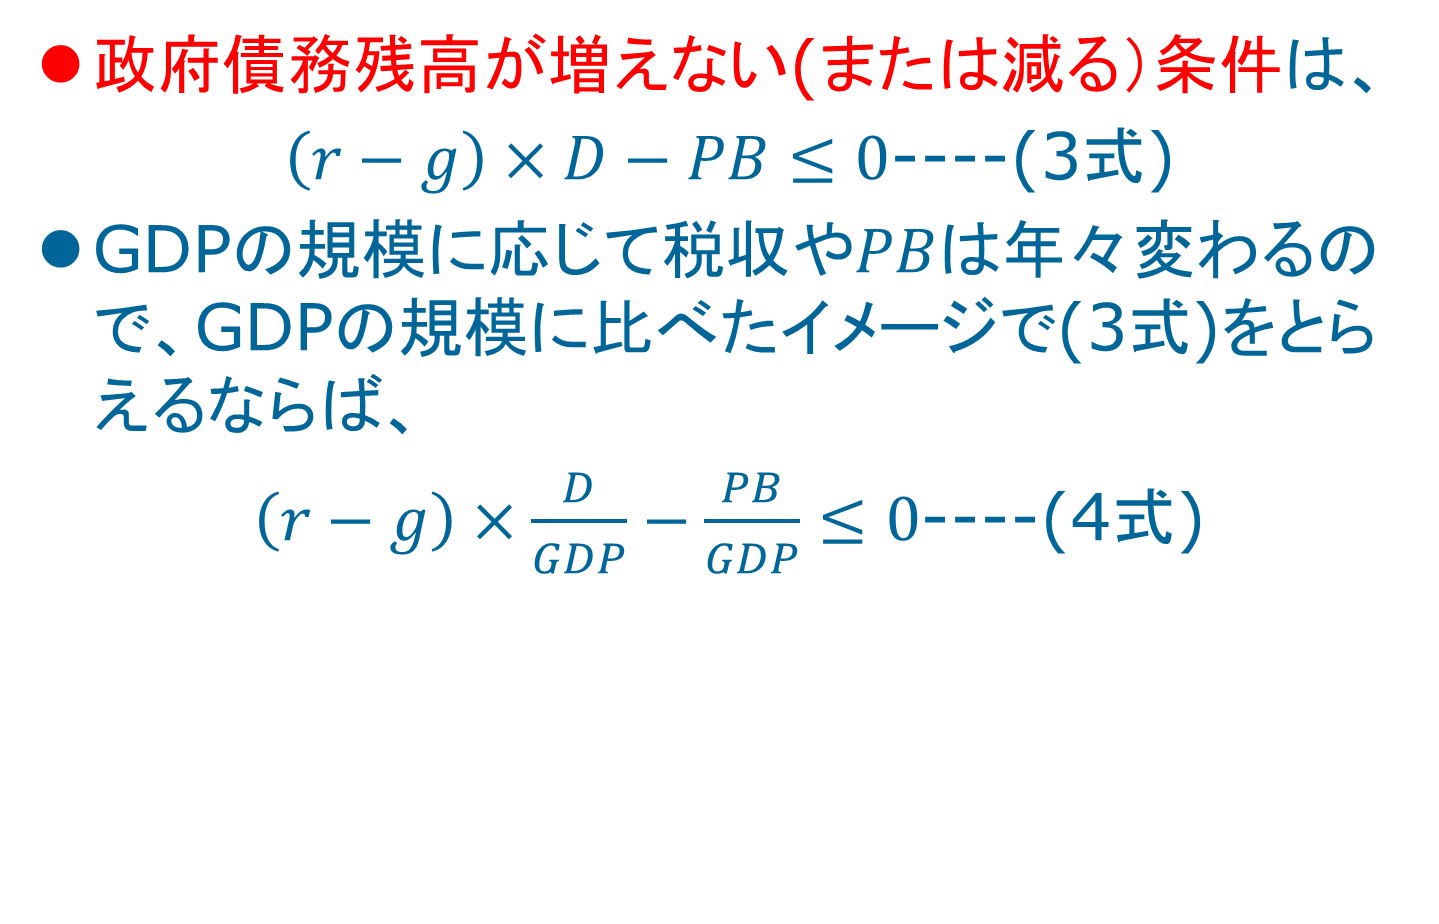 ●政府債務残高が増えない(または減る）条件は、
(r − g) × D − PB ≤ 0----(3式)
●GDPの規模に応じて税収やPBは年々変わるの
で、GDPの規模に比べたイメージで(3式)をとら
えるならば、
(r − g) × D/GDP − PB/GDP ≤ 0----(4式)